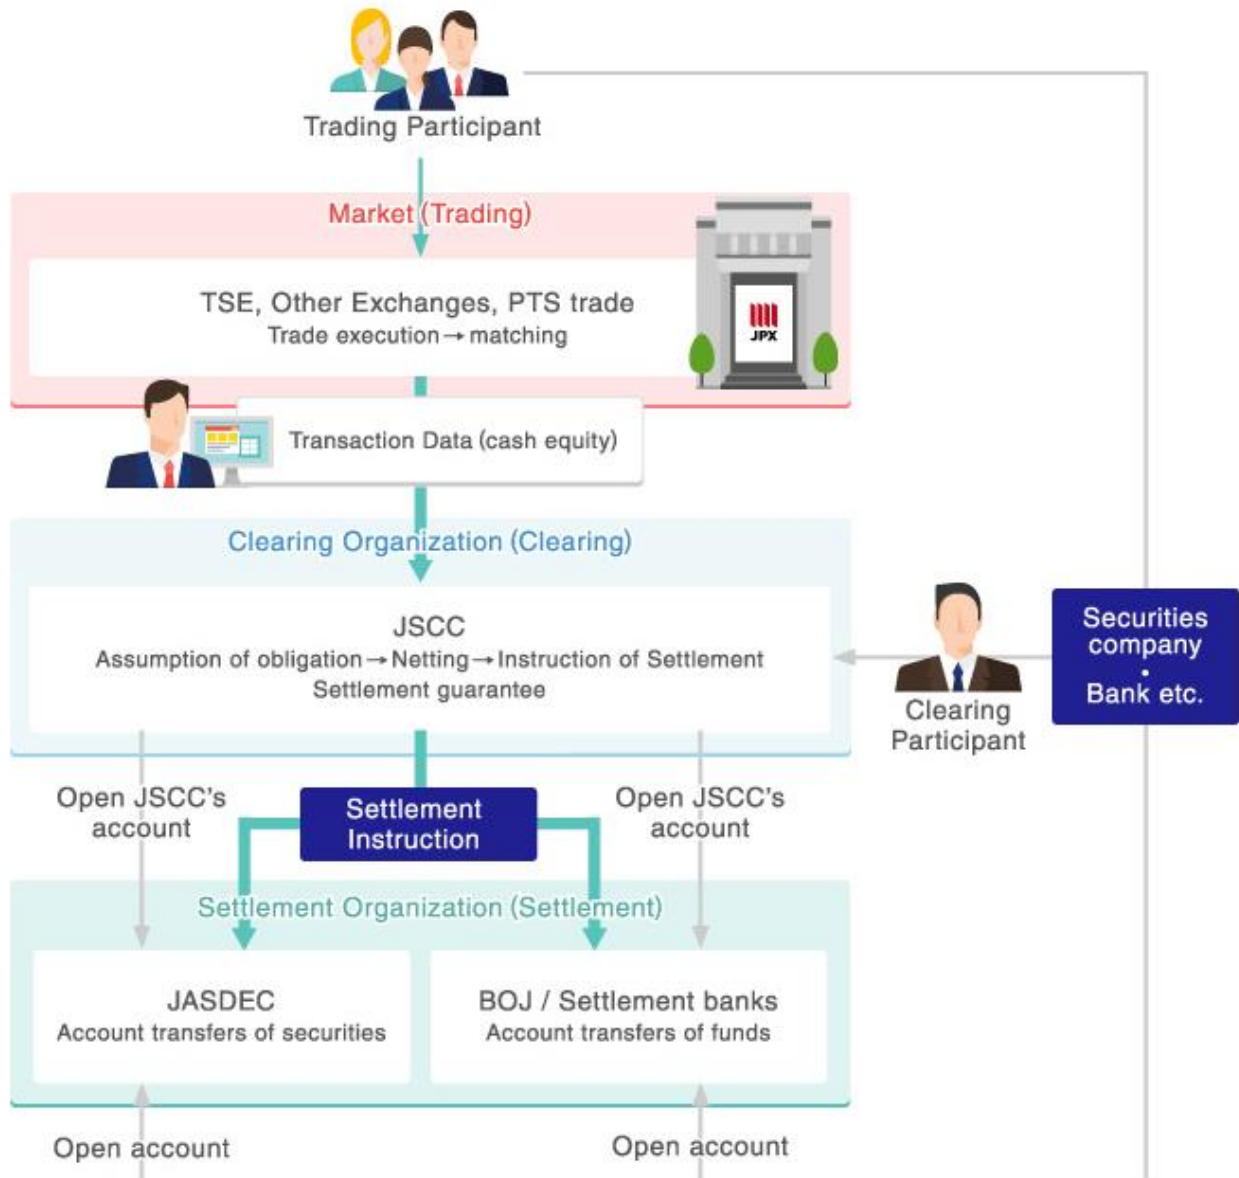 Trading Participant
Market (Trading)
TSE, Other Exchanges, PTS trade
Trade execution→matching
JPX
Transaction Data (cash equity)
Clearing Organization (Clearing)
JSCC
Assumption of obligation→Netting→Instruction of Settlement
Settlement guarantee
Clearing
Participant
Securities
company
・
Bank etc.
Open JSCC's
account
Settlement
Instruction
Open JSCC's
account
Settlement Organization (Settlement)
JASDEC
Account transfers of securities
BOJ / Settlement banks
Account transfers of funds
Open account
Open account